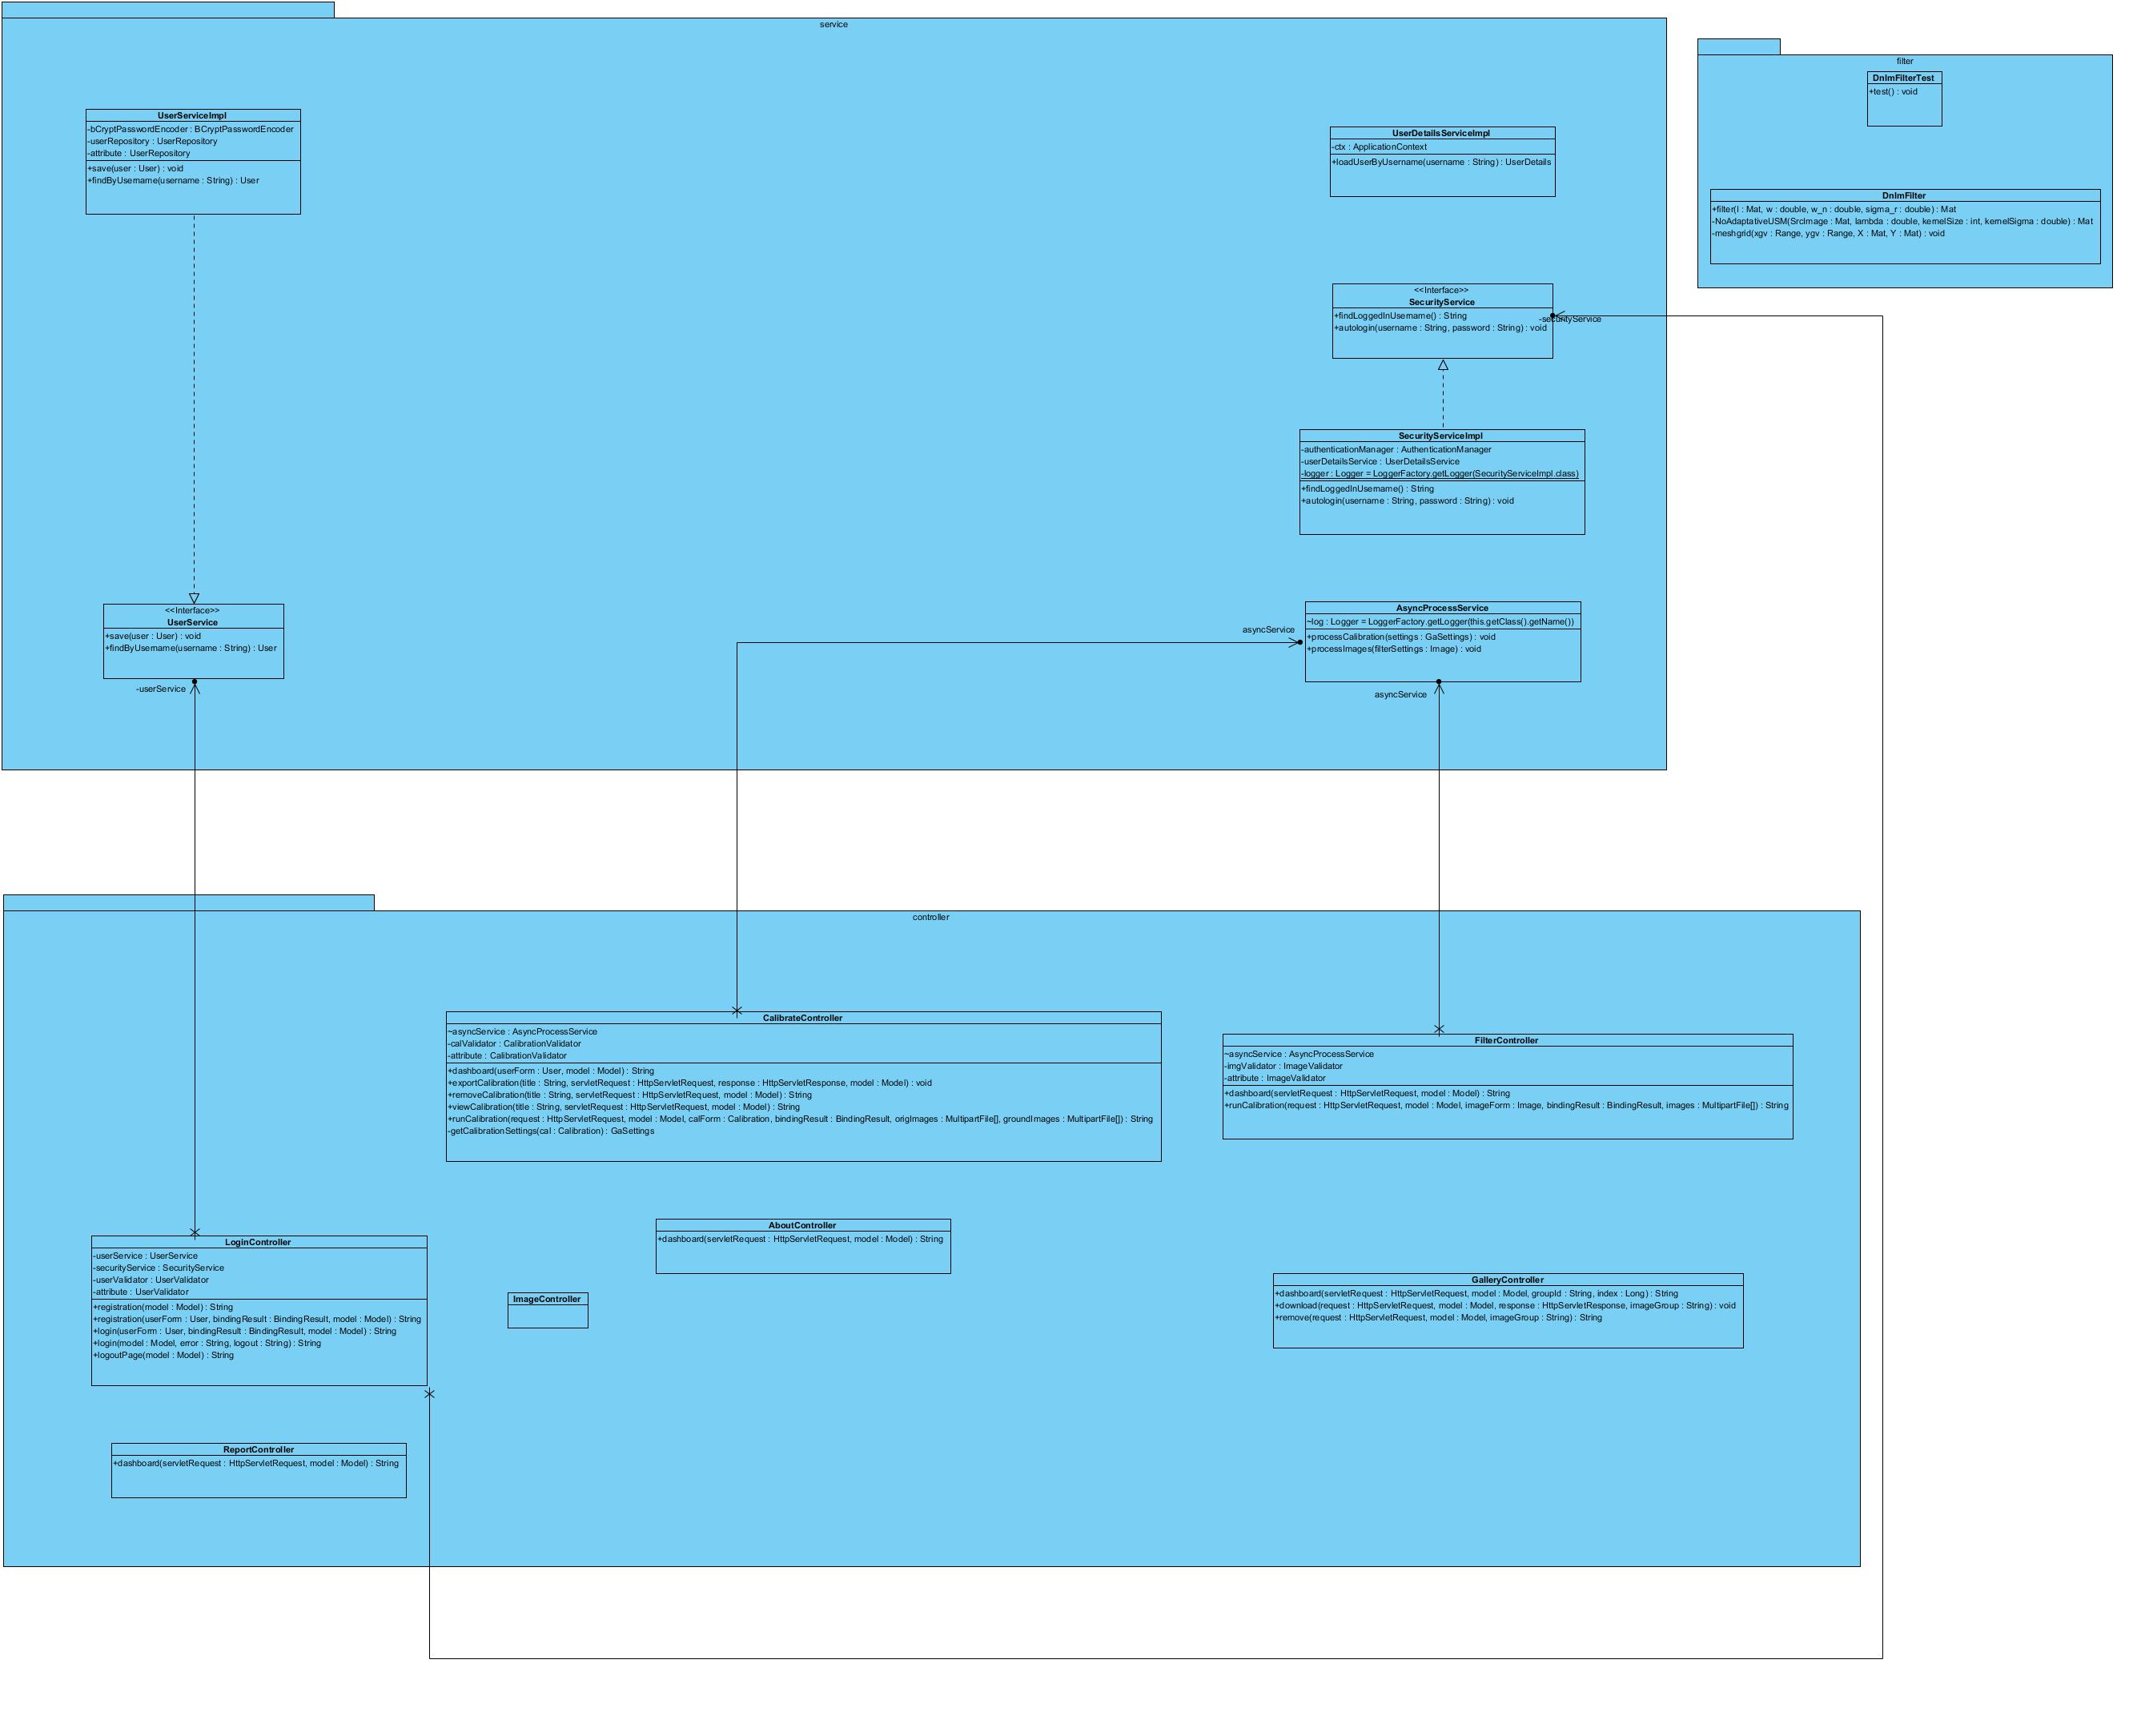 service
UserServiceImpl
-bCryptPasswordEncoder : BCryptPasswordEncoder
-userRepository : UserRepository
-attribute : UserRepository
+save(user : User) : void
+findByUsername(username : String) : User
UserDetailsServiceImpl
-ctx : ApplicationContext
+loadUserByUsername(username : String) : UserDetails
<<Interface>>
SecurityService
+findLoggedInUsername() : String
+autologin(username : String, password : String) : void
-securityService
SecurityServiceImpl
-authenticationManager : AuthenticationManager
-userDetailsService : UserDetailsService
-logger : Logger = LoggerFactory.getLogger(SecurityServiceImpl.class)
+findLoggedInUsername() : String
+autologin(username : String, password : String) : void
<<Interface>>
UserService
+save(user : User) : void
+findByUsername(username : String) : User
-userService
AsyncProcessService
~log : Logger = LoggerFactory.getLogger(this.getClass().getName())
+processCalibration(settings : GaSettings) : void
+processImages(filterSettings : Image) : void
asyncService
asyncService
filter
DnImFilterTest
+test() : void
DnImFilter
+filter(I : Mat, w : double, w_n : double, sigma_r : double) : Mat
-NoAdaptativeUSM(SrcImage : Mat, lambda : double, kernelSize : int, kernelSigma : double) : Mat
-meshgrid(xgv : Range, ygv : Range, X : Mat, Y : Mat) : void
controller
CalibrateController
~asyncService : AsyncProcessService
-calValidator : CalibrationValidator
-attribute : CalibrationValidator
+dashboard(userForm : User, model : Model) : String
+exportCalibration(title : String, servletRequest : HttpServletRequest, response : HttpServletResponse, model : Model) : void
+removeCalibration(title : String, servletRequest : HttpServletRequest, model : Model) : String
+viewCalibration(title : String, servletRequest : HttpServletRequest, model : Model) : String
+runCalibration(request : HttpServletRequest, model : Model, calForm : Calibration, bindingResult : BindingResult, origImages : MultipartFile[], groundImages : MultipartFile[]) : String
-getCalibrationSettings(cal : Calibration) : GaSettings
FilterController
~asyncService : AsyncProcessService
-imgValidator : ImageValidator
-attribute : ImageValidator
+dashboard(servletRequest : HttpServletRequest, model : Model) : String
+runCalibration(request : HttpServletRequest, model : Model, imageForm : Image, bindingResult : BindingResult, images : MultipartFile[]) : String
LoginController
-userService : UserService
-securityService : SecurityService
-userValidator : UserValidator
-attribute : UserValidator
+registration(model : Model) : String
+registration(userForm : User, bindingResult : BindingResult, model : Model) : String
+login(userForm : User, bindingResult : BindingResult, model : Model) : String
+login(model : Model, error : String, logout : String) : String
+logoutPage(model : Model) : String
AboutController
+dashboard(servletRequest : HttpServletRequest, model : Model) : String
ImageController
GalleryController
+dashboard(servletRequest : HttpServletRequest, model : Model, groupId : String, index : Long) : String
+download(request : HttpServletRequest, model : Model, response : HttpServletResponse, imageGroup : String) : void
+remove(request : HttpServletRequest, model : Model, imageGroup : String) : String
ReportController
+dashboard(servletRequest : HttpServletRequest, model : Model) : String